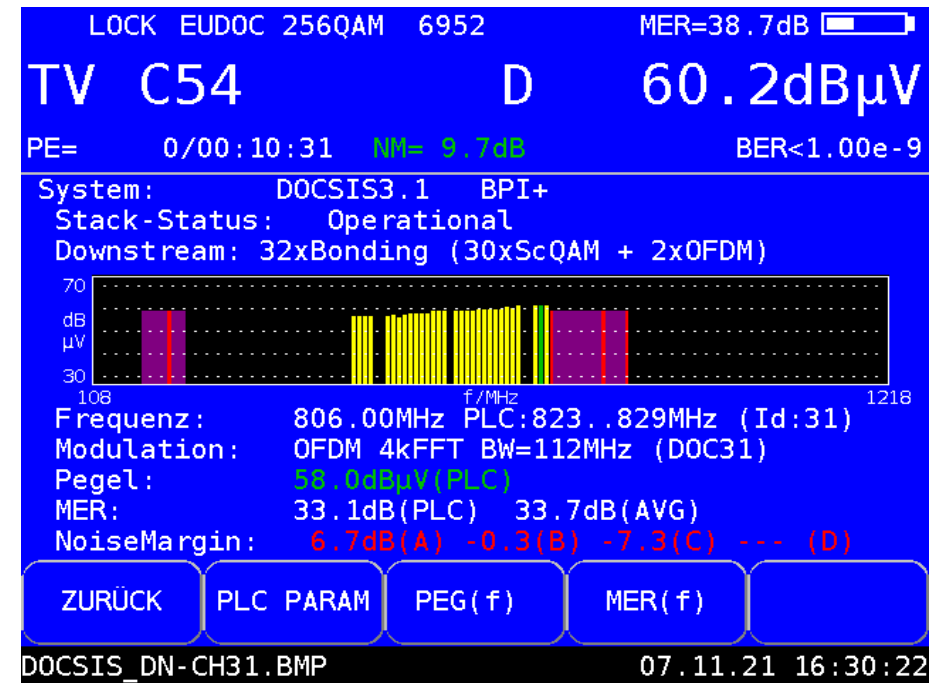 LOCK EUDOC 256QAM 6952 MER=38.7dB
TV C54 D 60.2dBµV
PE= 0/00:10:31 NM= 9.7dB BER<1.00e-9
System: DOCSIS3.1 BPI+
Stack-Status: Operational
Downstream: 32xBonding (30xScQAM + 2xOFDM)
70
dB
µV
30
108 f/MHz 1218
Frequenz: 806.00MHz PLC:823..829MHz (Id:31)
Modulation: OFDM 4kFFT BW=112MHz (DOC31)
Pegel: 58.0dBµV(PLC)
MER: 33.1dB(PLC) 33.7dB(AVG)
NoiseMargin: 6.7dB(A) -0.3(B) -7.3(C) --- (D)
ZURÜCK PLC PARAM PEG(f) MER(f)
DOCSIS_DN-CH31.BMP 07.11.21 16:30:22